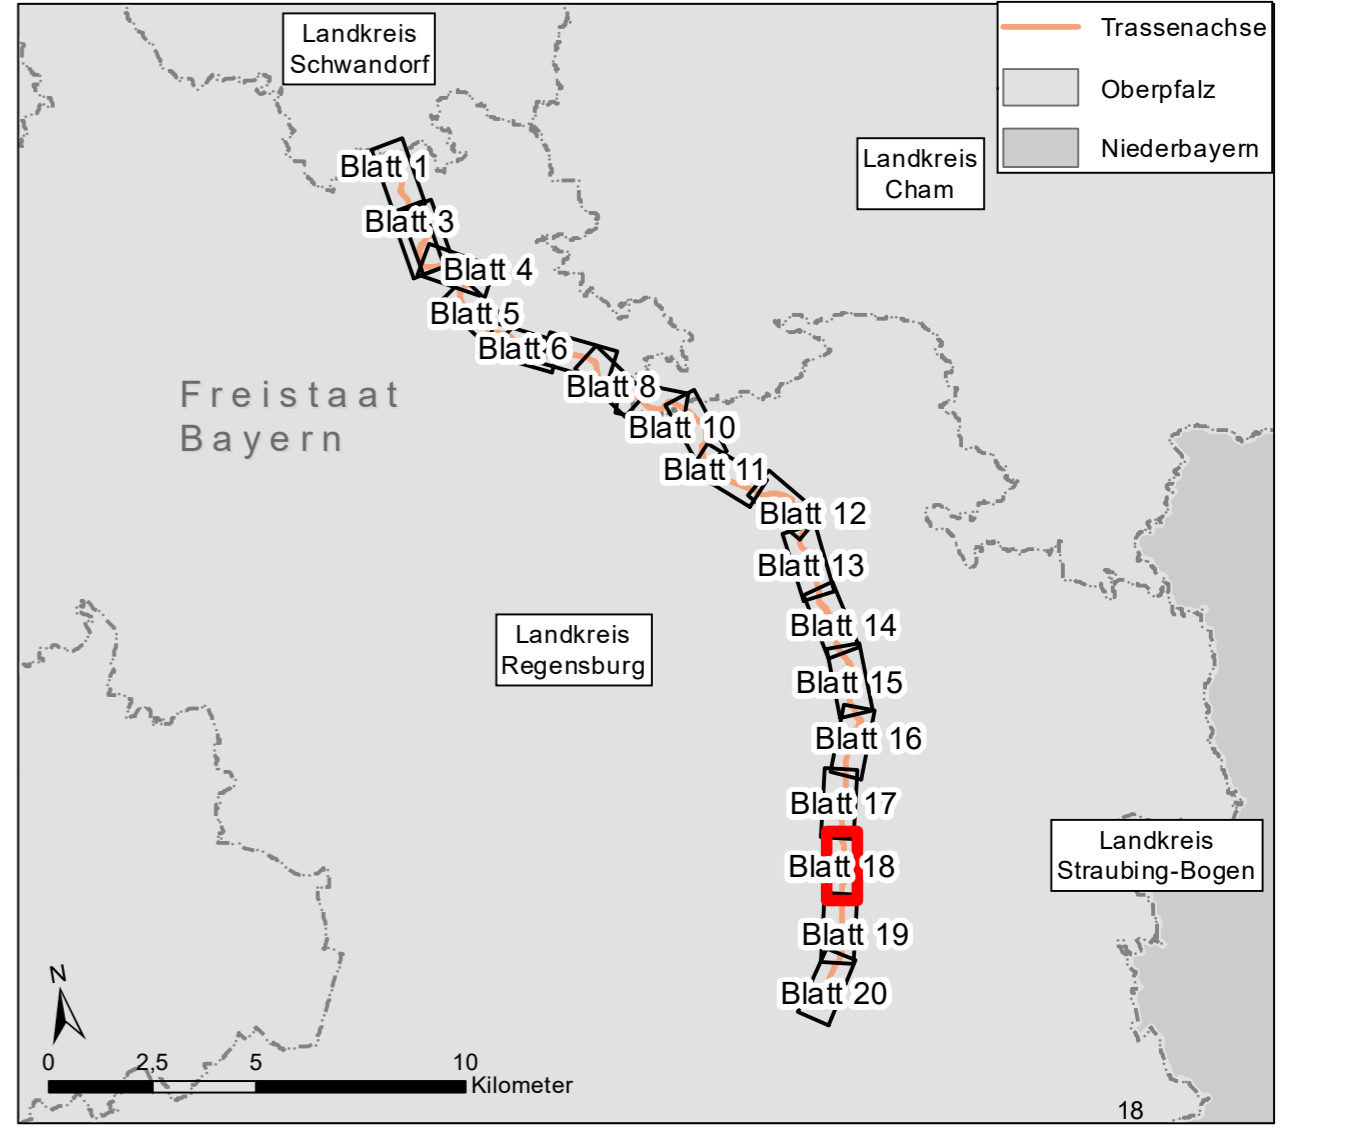 Landkreis
Schwandorf
Trassenachse
Oberpfalz
Niederbayern
Landkreis
Cham
Blatt 1
Blatt 3
Blatt 4
Blatt 5
Blatt 6
Blatt 8
Freistaat
Bayern
Blatt 10
Blatt 11
Blatt 12
Blatt 13
Blatt 14
Landkreis
Regensburg
Blatt 15
Blatt 16
Blatt 17
Blatt 18
Landkreis
Straubing-Bogen
Blatt 19
Blatt 20
N
0 2,5 5 10
Kilometer
18